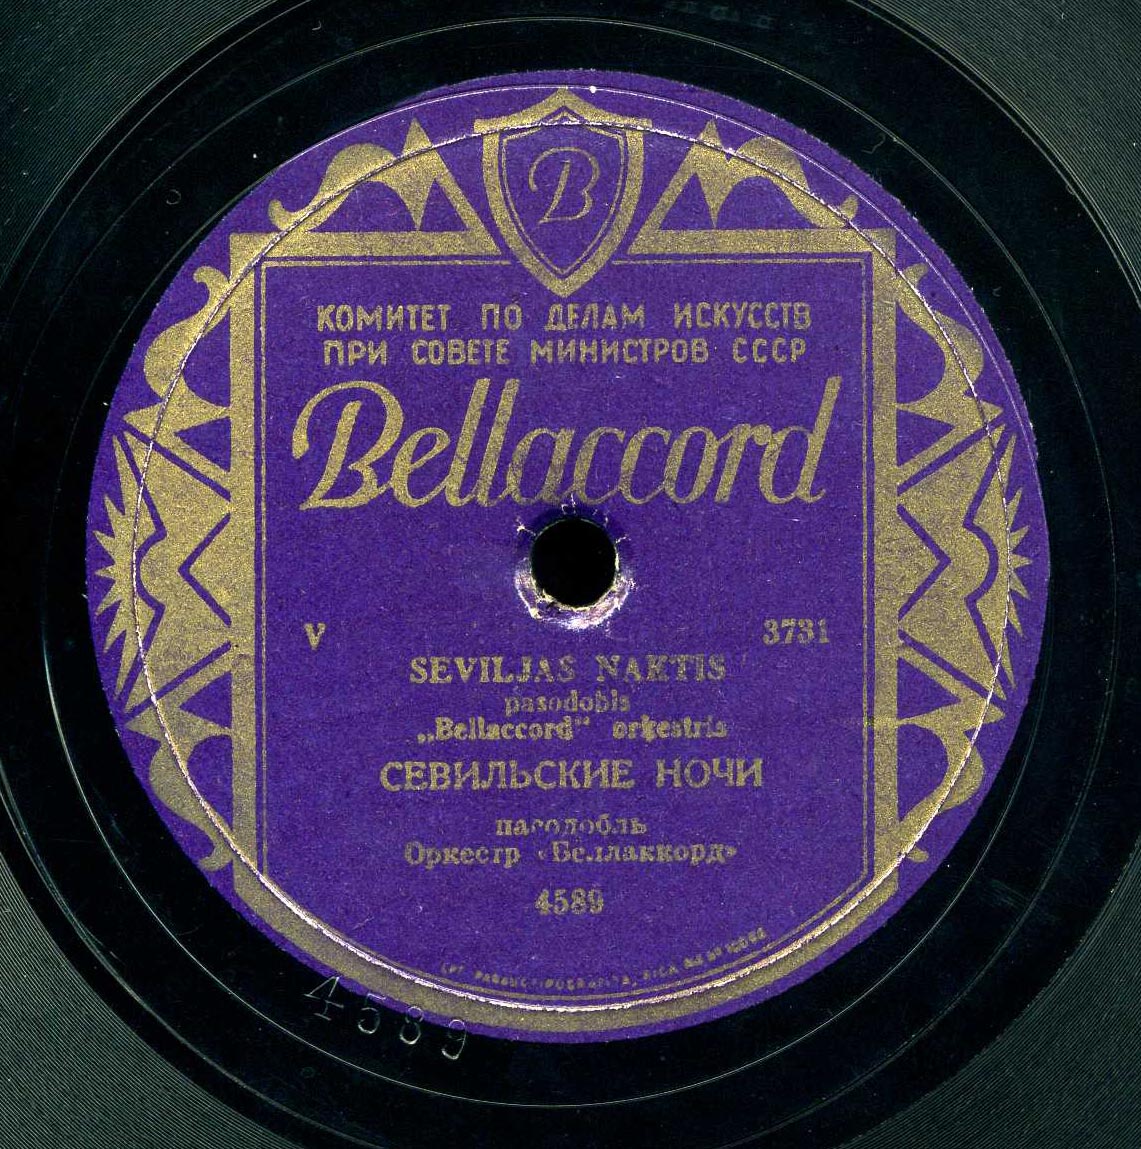 B
КОМИТЕТ ПО ДЕЛАМ ИСКУССТВ
ПРИ СОВЕТЕ МИНИСТРОВ СССР
Bellaccord
V 3731
SEVILJAS NAKTIS
pasodobls
„Bellaccord“ orķestris
СЕВИЛЬСКИЕ НОЧИ
пасодобль
Оркестр «Беллаккорд»
4589
4589